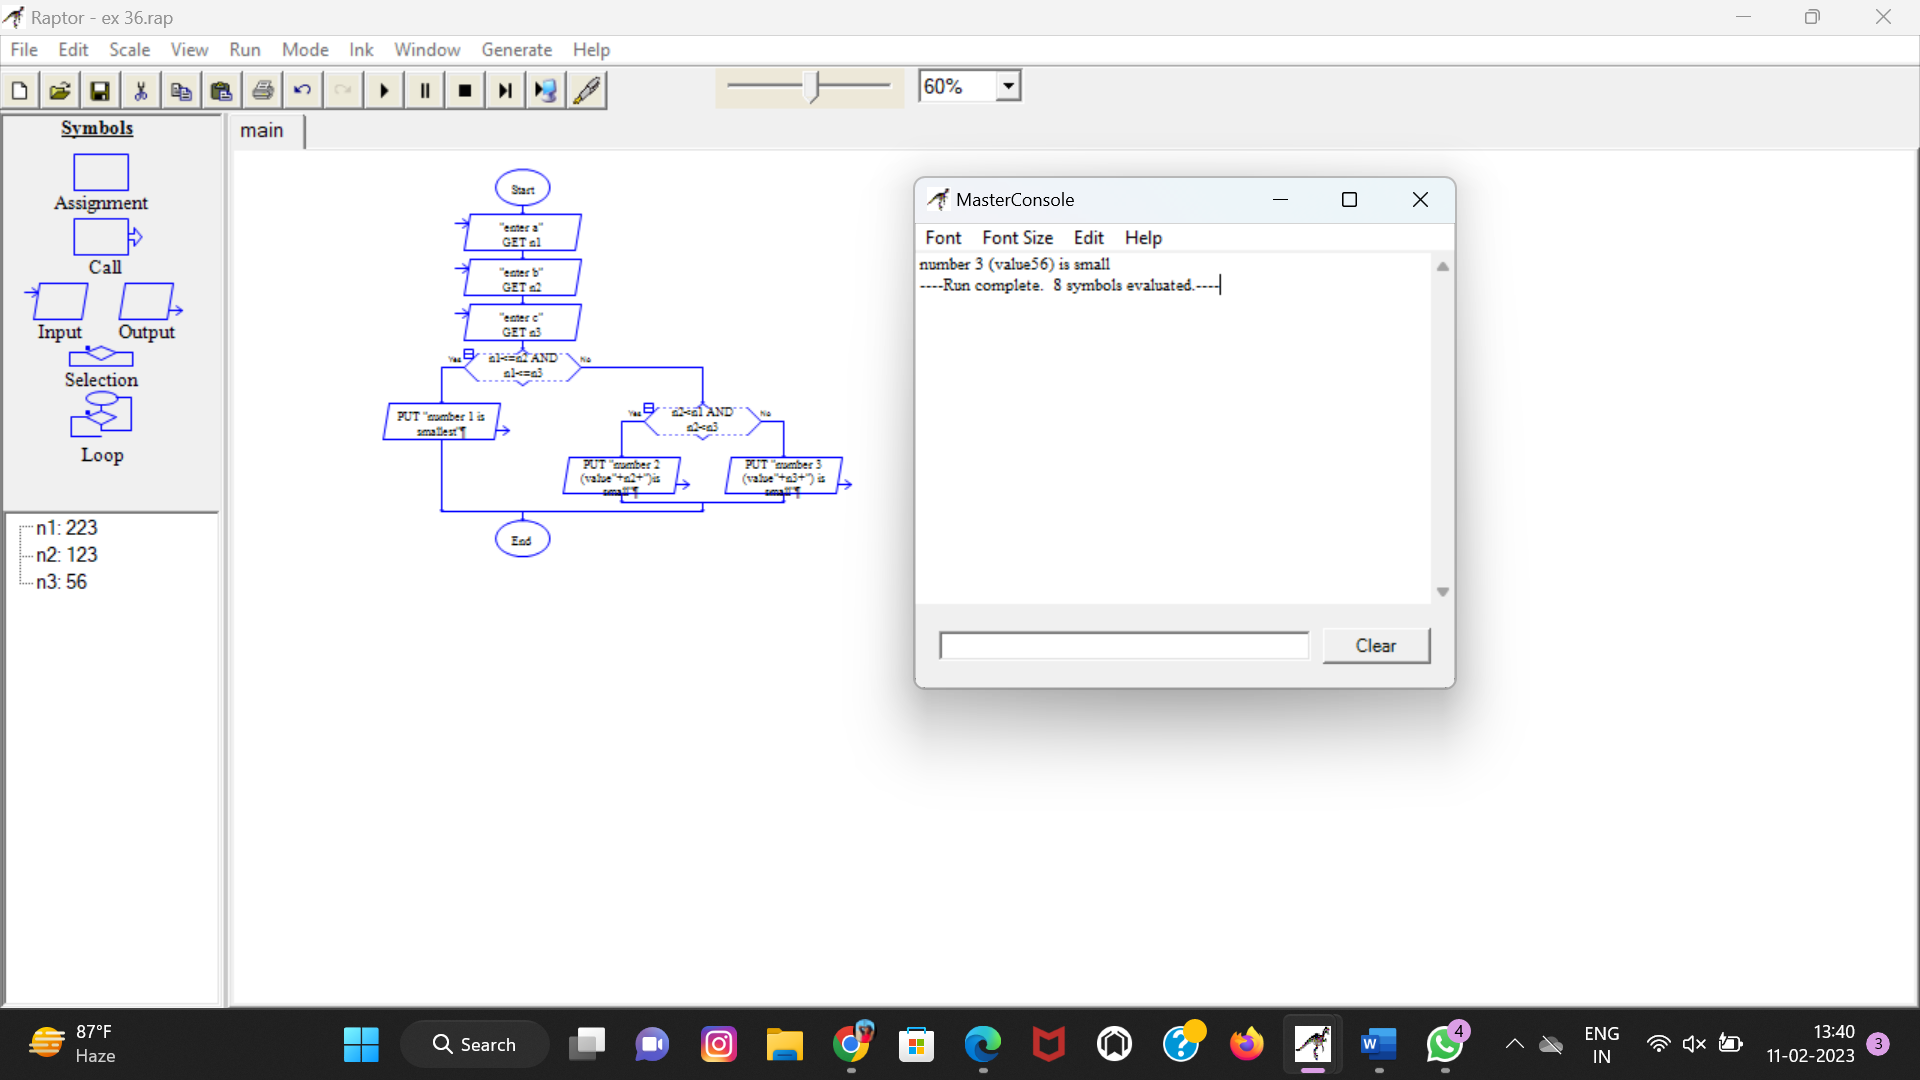 Raptor - ex 36.rap
File Edit Scale View Run Mode Ink Window Generate Help
60%
Symbols
Assignment
Call
Input Output
Selection
Loop
n1: 223
n2: 123
n3: 56
main
Start
"enter a"
GET n1
"enter b"
GET n2
"enter c"
GET n3
Yes
n1<=n2 AND
n1<=n3
No
PUT "number 1 is
smallest"¶
Yes
n2<n1 AND
n2<n3
No
PUT "number 2
(value"+n2+")is
small"¶
PUT "number 3
(value"+n3+") is
small"¶
End
MasterConsole
Font Font Size Edit Help
number 3 (value56) is small
----Run complete.  8 symbols evaluated.----
Clear
87°F
Haze
Search
4
ENG
IN
13:40
11-02-2023
3